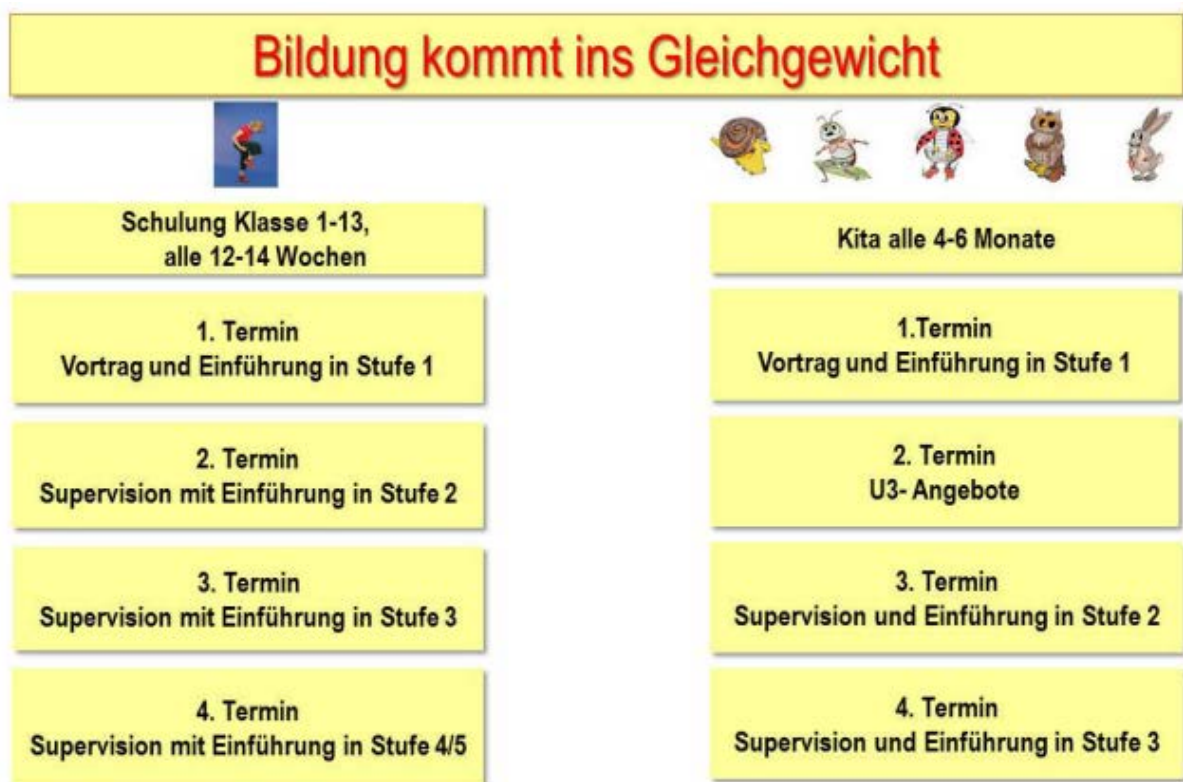 Bildung kommt ins Gleichgewicht
Schulung Klasse 1-13,
alle 12-14 Wochen
1. Termin
Vortrag und Einführung in Stufe 1
2. Termin
Supervision mit Einführung in Stufe 2
3. Termin
Supervision mit Einführung in Stufe 3
4. Termin
Supervision mit Einführung in Stufe 4/5
Kita alle 4-6 Monate
1.Termin
Vortrag und Einführung in Stufe 1
2. Termin
U3- Angebote
3. Termin
Supervision und Einführung in Stufe 2
4. Termin
Supervision und Einführung in Stufe 3